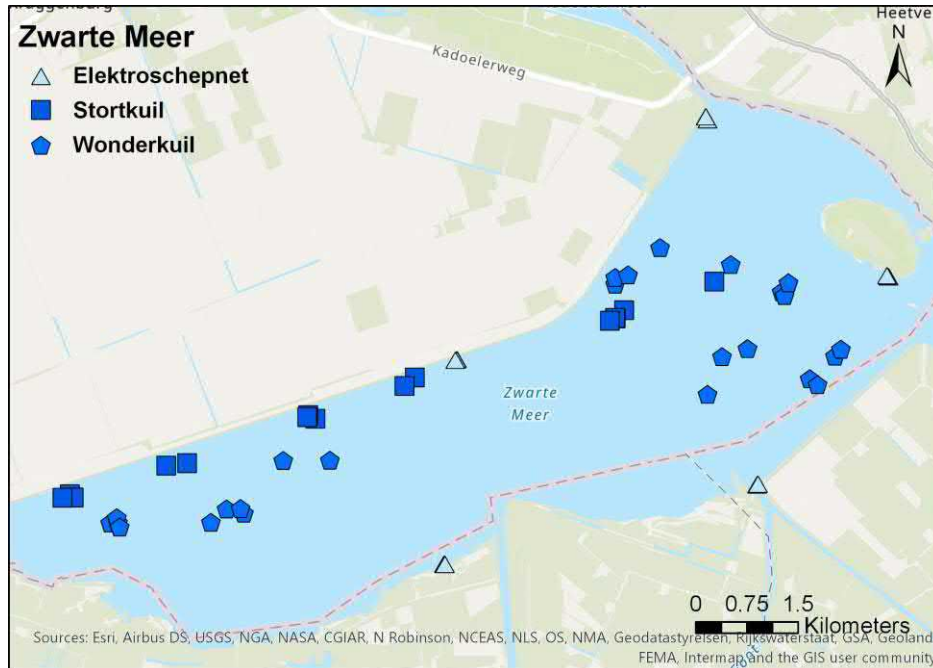 Kraggenburg
Heetve
Zwarte Meer
N
Kadoelerweg
Elektroschepnet
Stortkuil
Wonderkuil
Zwarte
Meer
0 0.75 1.5
Kilometers
Sources: Esri, Airbus DS, USGS, NGA, NASA, CGIAR, N Robinson, NCEAS, NLS, OS, NMA, Geodatastyrelsen, Rijkswaterstaat, GSA, Geoland
FEMA, Intermap and the GIS user community